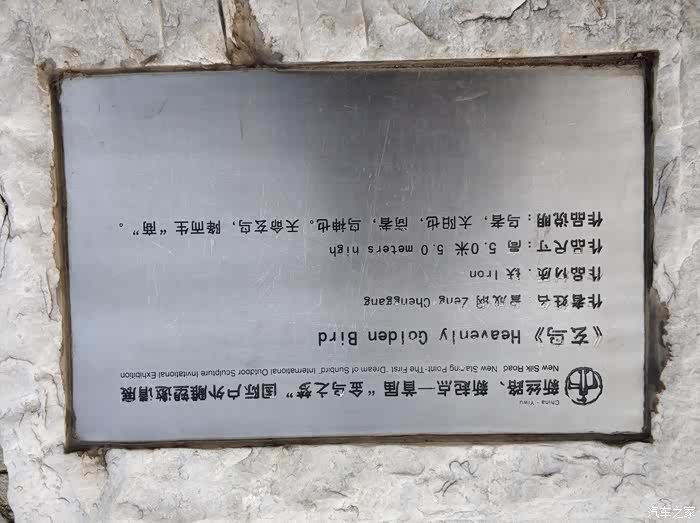 China · Yiwu
新丝路、新起点—首届“金乌之梦”国际户外雕塑邀请展
New Silk Road New Starting Point-The First 'Dream of Sunbird' International Outdoor Sculpture Invitational Exhibition
《玄鸟》 Heavenly Golden Bird
作者姓名 曾成钢 Zeng Chenggang
作品材质：铁 Iron
作品尺寸：高 5.0米 5.0 meters high
作品说明：乌者，太阳也，商者，鸟神也。天命玄鸟，降而生“商”。
汽车之家